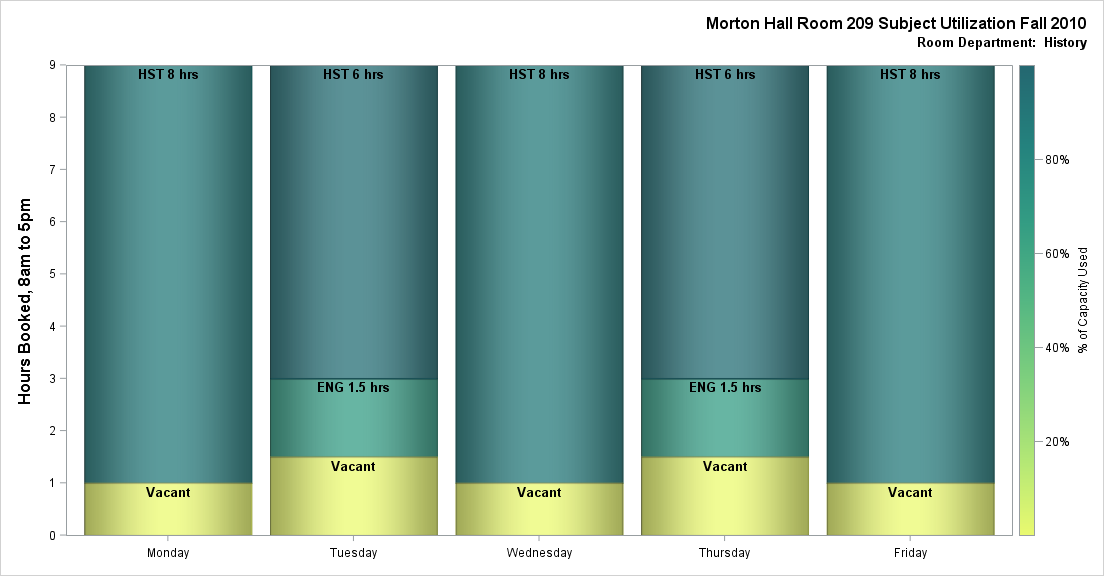 Morton Hall Room 209 Subject Utilization Fall 2010
Room Department:  History
Hours Booked, 8am to 5pm
9
8
7
6
5
4
3
2
1
0
HST 8 hrs
Vacant
HST 6 hrs
ENG 1.5 hrs
Vacant
HST 8 hrs
Vacant
HST 6 hrs
ENG 1.5 hrs
Vacant
HST 8 hrs
Vacant
Monday
Tuesday
Wednesday
Thursday
Friday
80%
60%
40%
20%
% of Capacity Used